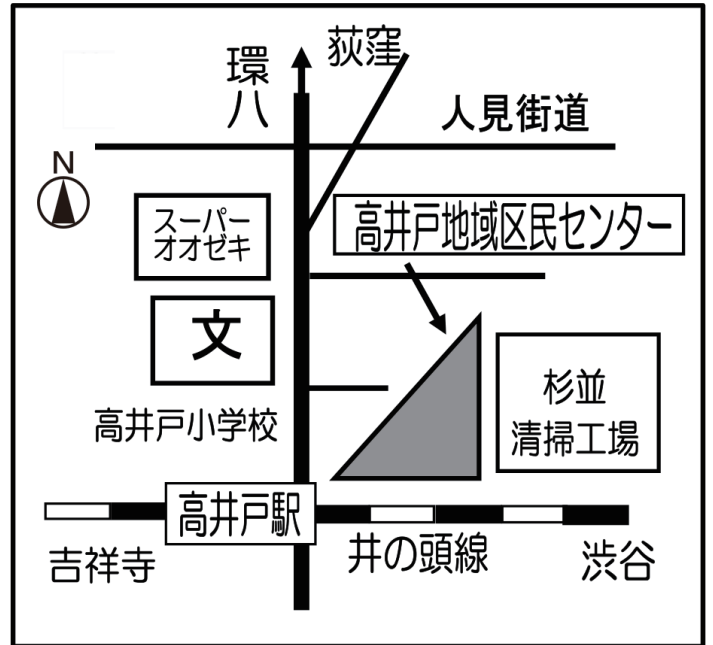 荻窪
環八
人見街道
N
スーパー
オオゼキ
高井戸地域区民センター
文
高井戸小学校
杉並
清掃工場
高井戸駅
吉祥寺
井の頭線
渋谷